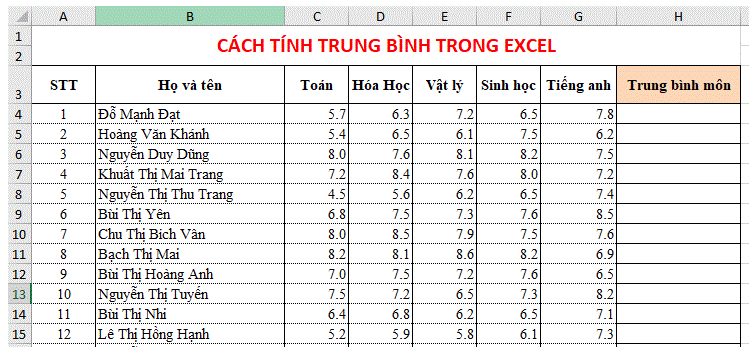 A B C D E F G H
1
2 CÁCH TÍNH TRUNG BÌNH TRONG EXCEL
3 STT Họ và tên Toán Hóa Học Vật lý Sinh học Tiếng anh Trung bình môn
4 1 Đỗ Mạnh Đạt 5.7 6.3 7.2 6.5 7.8
5 2 Hoàng Văn Khánh 5.4 6.5 6.1 7.5 6.2
6 3 Nguyễn Duy Dũng 8.0 7.6 8.1 8.2 7.5
7 4 Khuất Thị Mai Trang 7.2 8.4 7.6 8.0 7.2
8 5 Nguyễn Thị Thu Trang 4.5 5.6 6.2 6.5 7.4
9 6 Bùi Thị Yên 6.8 7.5 7.3 7.6 8.5
10 7 Chu Thị Bích Vân 8.0 8.5 7.9 7.5 7.6
11 8 Bạch Thị Mai 8.2 8.1 8.6 8.2 6.9
12 9 Bùi Thị Hoàng Anh 7.0 7.5 7.2 7.6 6.5
13 10 Nguyễn Thị Tuyến 7.5 7.2 6.5 7.3 8.2
14 11 Bùi Thị Nhi 6.4 6.8 6.2 6.5 7.1
15 12 Lê Thị Hồng Hạnh 5.2 5.9 5.8 6.1 7.3